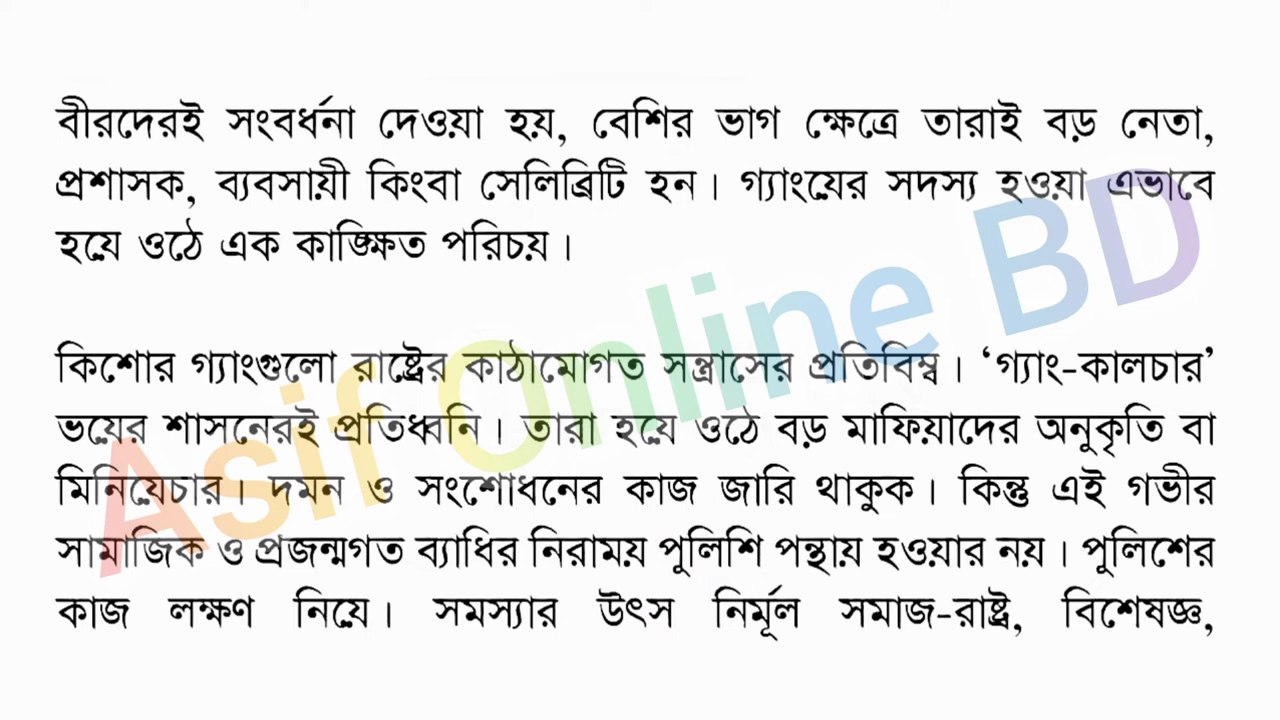 বীরদেরই সংবর্ধনা দেওয়া হয়, বেশির ভাগ ক্ষেত্রে তারাই বড় নেতা,
প্রশাসক, ব্যবসায়ী কিংবা সেলিব্রিটি হন। গ্যাংয়ের সদস্য হওয়া এভাবে
হয়ে ওঠে এক কাঙ্ক্ষিত পরিচয়।
কিশোর গ্যাংগুলো রাষ্ট্রের কাঠামোগত সন্ত্রাসের প্রতিবিম্ব। ‘গ্যাং-কালচার’
ভয়ের শাসনেরই প্রতিধ্বনি। তারা হয়ে ওঠে বড় মাফিয়াদের অনুকৃতি বা
মিনিয়েচার। দমন ও সংশোধনের কাজ জারি থাকুক। কিন্তু এই গভীর
সামাজিক ও প্রজন্মগত ব্যাধির নিরাময় পুলিশি পন্থায় হওয়ার নয়। পুলিশের
কাজ লক্ষণ নিয়ে। সমস্যার উৎস নির্মূল সমাজ-রাষ্ট্র, বিশেষজ্ঞ,
Asif Online BD